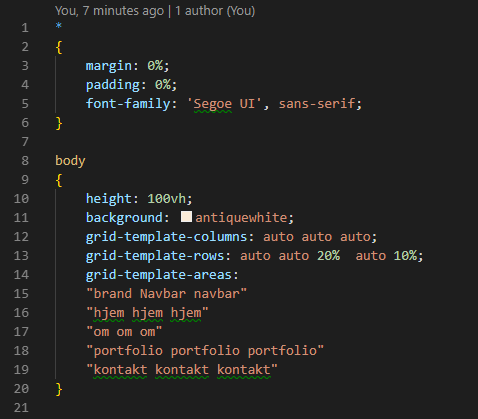 You, 7 minutes ago | 1 author (You)
1 *
2 {
3 margin: 0%;
4 padding: 0%;
5 font-family: 'Segoe UI', sans-serif;
6 }
7
8 body
9 {
10 height: 100vh;
11 background: antiquewhite;
12 grid-template-columns: auto auto auto;
13 grid-template-rows: auto auto 20%  auto 10%;
14 grid-template-areas:
15 "brand Navbar navbar"
16 "hjem hjem hjem"
17 "om om om"
18 "portfolio portfolio portfolio"
19 "kontakt kontakt kontakt"
20 }
21